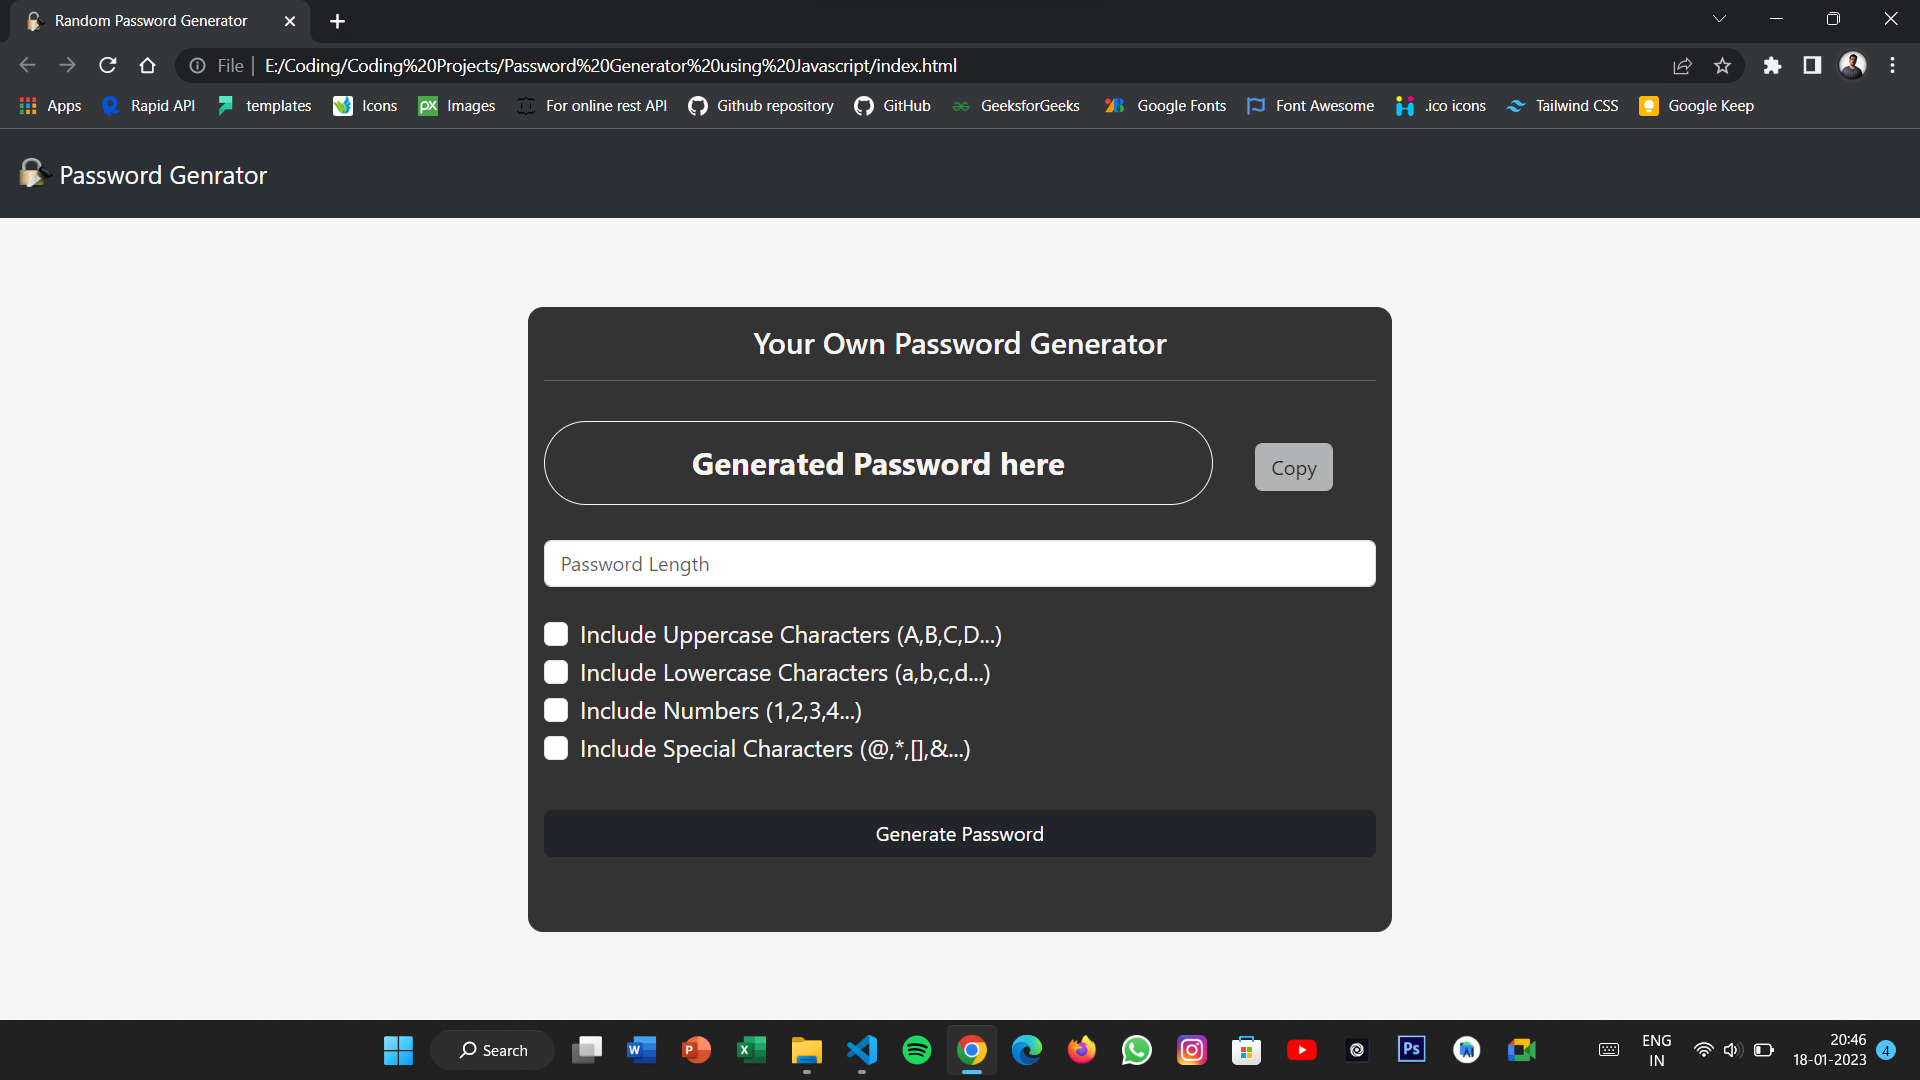 Random Password Generator
File | E:/Coding/Coding%20Projects/Password%20Generator%20using%20Javascript/index.html
Apps Rapid API templates Icons Images For online rest API Github repository GitHub GeeksforGeeks Google Fonts Font Awesome .ico icons Tailwind CSS Google Keep
Password Genrator
Your Own Password Generator
Generated Password here
Copy
Password Length
Include Uppercase Characters (A,B,C,D...)
Include Lowercase Characters (a,b,c,d...)
Include Numbers (1,2,3,4...)
Include Special Characters (@,*,[],&...)
Generate Password
Search
ENG
IN
20:46
18-01-2023
4